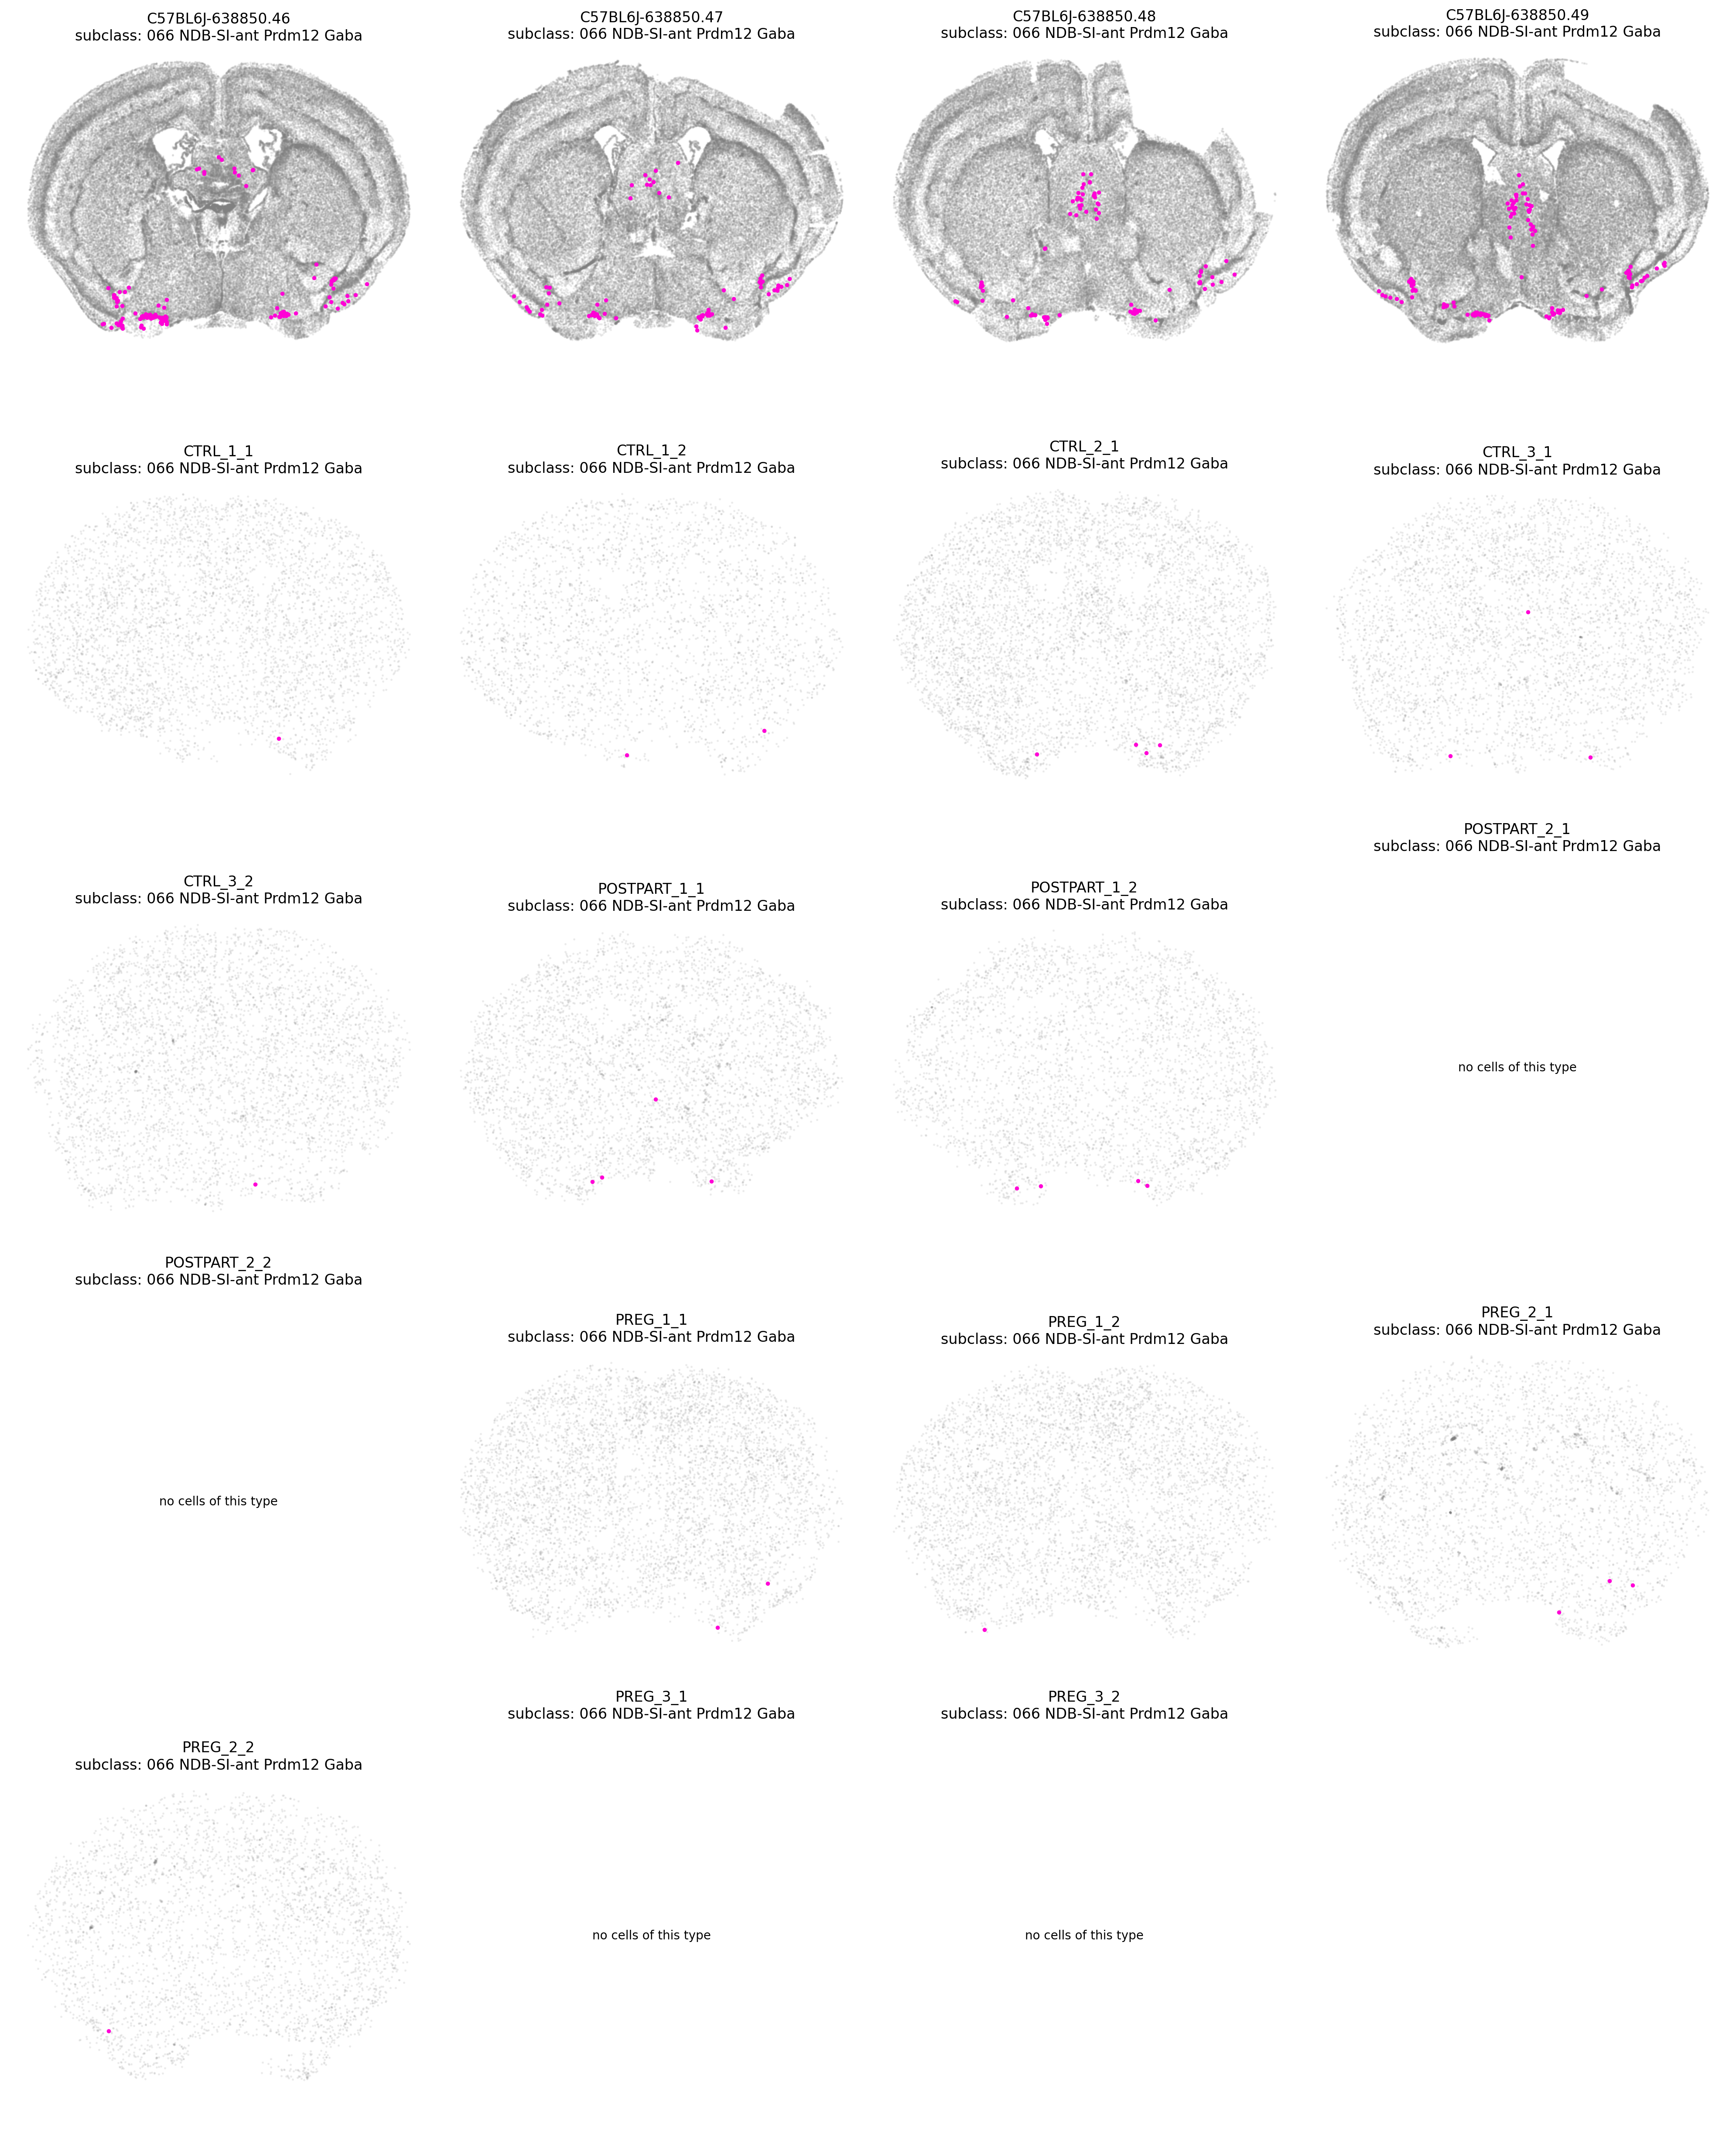 C57BL6J-638850.46
subclass: 066 NDB-SI-ant Prdm12 Gaba
C57BL6J-638850.47
subclass: 066 NDB-SI-ant Prdm12 Gaba
C57BL6J-638850.48
subclass: 066 NDB-SI-ant Prdm12 Gaba
C57BL6J-638850.49
subclass: 066 NDB-SI-ant Prdm12 Gaba
CTRL_1_1
subclass: 066 NDB-SI-ant Prdm12 Gaba
CTRL_1_2
subclass: 066 NDB-SI-ant Prdm12 Gaba
CTRL_2_1
subclass: 066 NDB-SI-ant Prdm12 Gaba
CTRL_3_1
subclass: 066 NDB-SI-ant Prdm12 Gaba
CTRL_3_2
subclass: 066 NDB-SI-ant Prdm12 Gaba
POSTPART_1_1
subclass: 066 NDB-SI-ant Prdm12 Gaba
POSTPART_1_2
subclass: 066 NDB-SI-ant Prdm12 Gaba
POSTPART_2_1
subclass: 066 NDB-SI-ant Prdm12 Gaba
no cells of this type
POSTPART_2_2
subclass: 066 NDB-SI-ant Prdm12 Gaba
no cells of this type
PREG_1_1
subclass: 066 NDB-SI-ant Prdm12 Gaba
PREG_1_2
subclass: 066 NDB-SI-ant Prdm12 Gaba
PREG_2_1
subclass: 066 NDB-SI-ant Prdm12 Gaba
PREG_2_2
subclass: 066 NDB-SI-ant Prdm12 Gaba
PREG_3_1
subclass: 066 NDB-SI-ant Prdm12 Gaba
no cells of this type
PREG_3_2
subclass: 066 NDB-SI-ant Prdm12 Gaba
no cells of this type